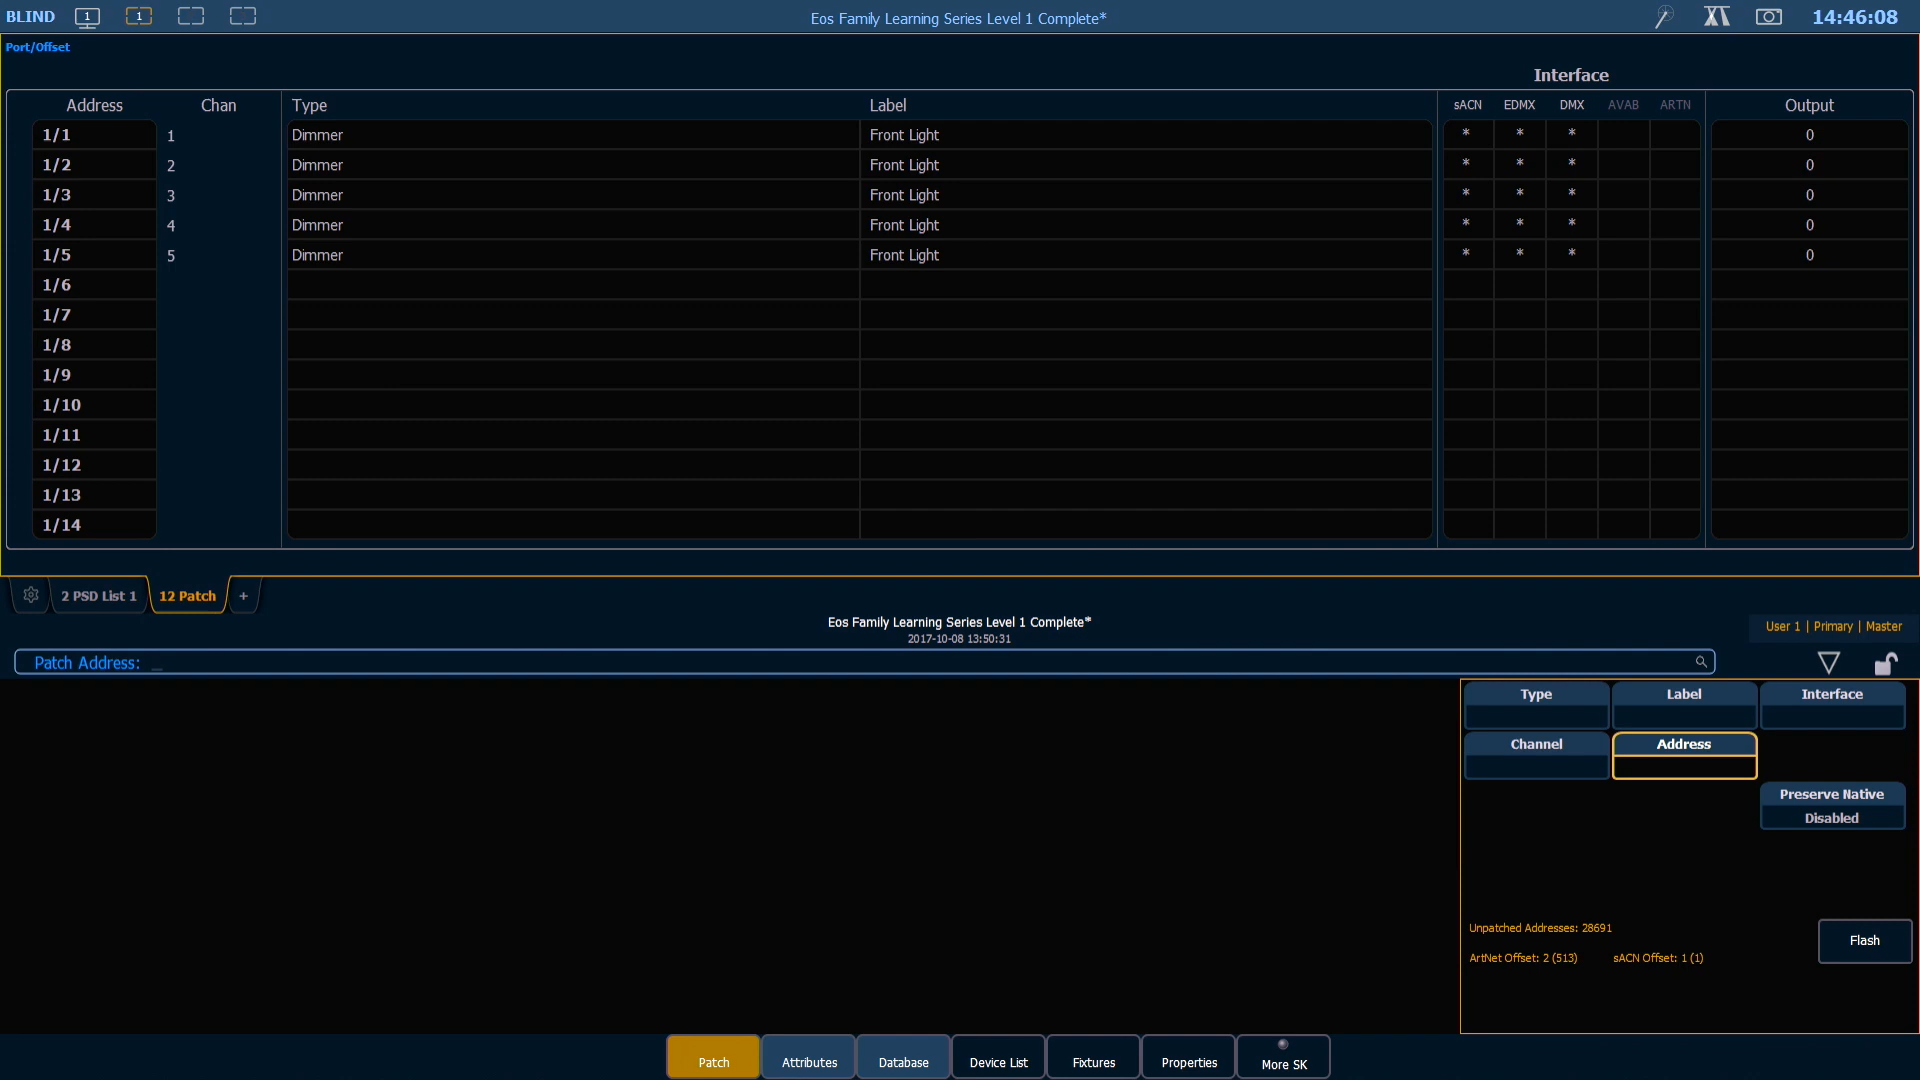 BLIND 1 1 Eos Family Learning Series Level 1 Complete* 14:46:08
Port/Offset
Interface
Address Chan Type Label sACN EDMX DMX AVAB ARTN Output
1/1 1 Dimmer Front Light * * * 0
1/2 2 Dimmer Front Light * * * 0
1/3 3 Dimmer Front Light * * * 0
1/4 4 Dimmer Front Light * * * 0
1/5 5 Dimmer Front Light * * * 0
1/6
1/7
1/8
1/9
1/10
1/11
1/12
1/13
1/14
2 PSD List 1 12 Patch +
Eos Family Learning Series Level 1 Complete*
2017-10-08 13:50:31
User 1 | Primary | Master
Patch Address: _
Type Label Interface
Channel Address
Preserve Native
Disabled
Unpatched Addresses: 28691
Flash
ArtNet Offset: 2 (513) sACN Offset: 1 (1)
Patch Attributes Database Device List Fixtures Properties More SK